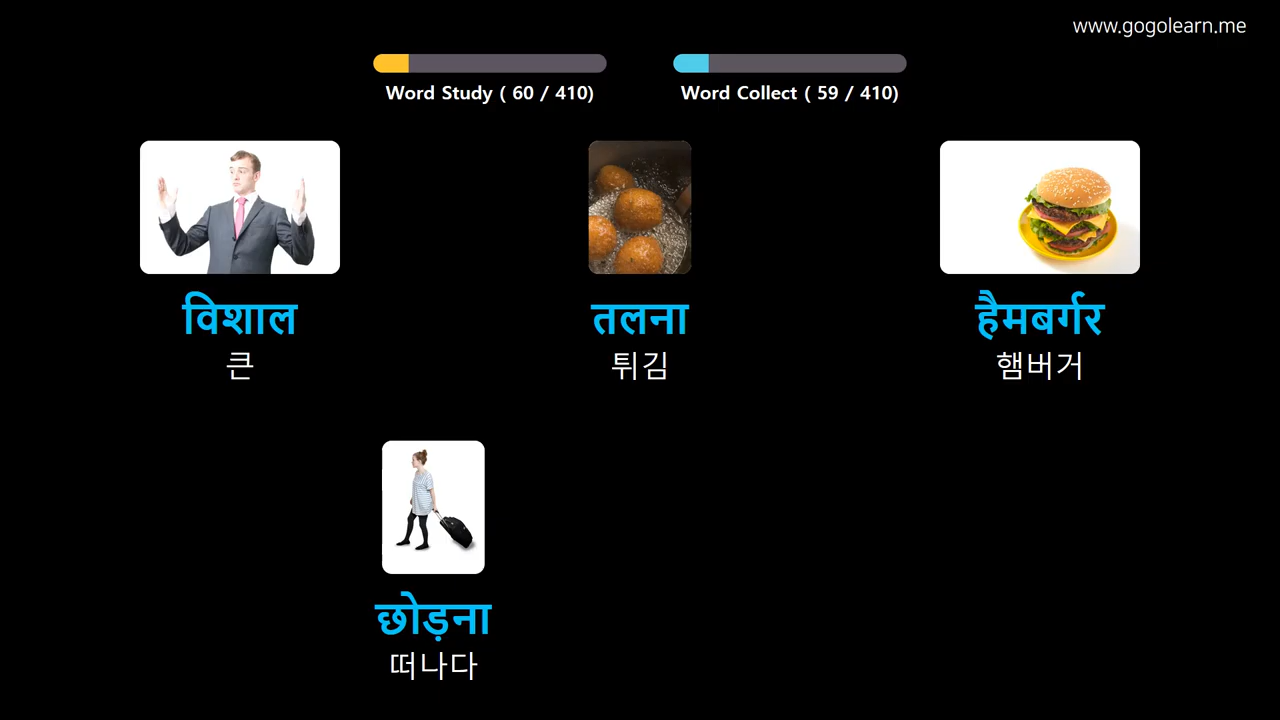 www.gogolearn.me
Word Study ( 60 / 410)
Word Collect ( 59 / 410)
विशाल
큰
तलना
튀김
हैमबर्गर
햄버거
छोड़ना
떠나다